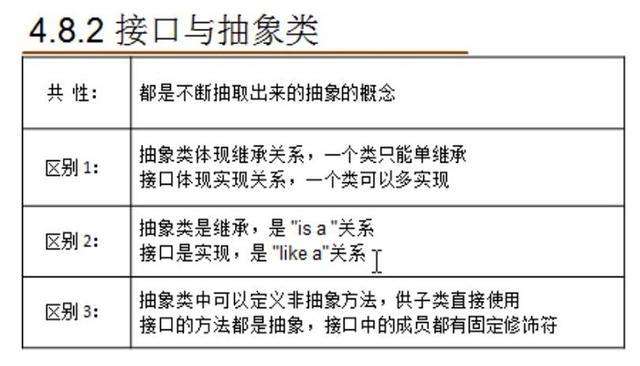 4.8.2 接口与抽象类
共 性：
都是不断抽取出来的抽象的概念
区别 1：
抽象类体现继承关系，一个类只能单继承
接口体现实现关系，一个类可以多实现
区别 2：
抽象类是继承，是 "is a "关系
接口是实现，是 "like a"关系
区别 3：
抽象类中可以定义非抽象方法，供子类直接使用
接口的方法都是抽象，接口中的成员都有固定修饰符